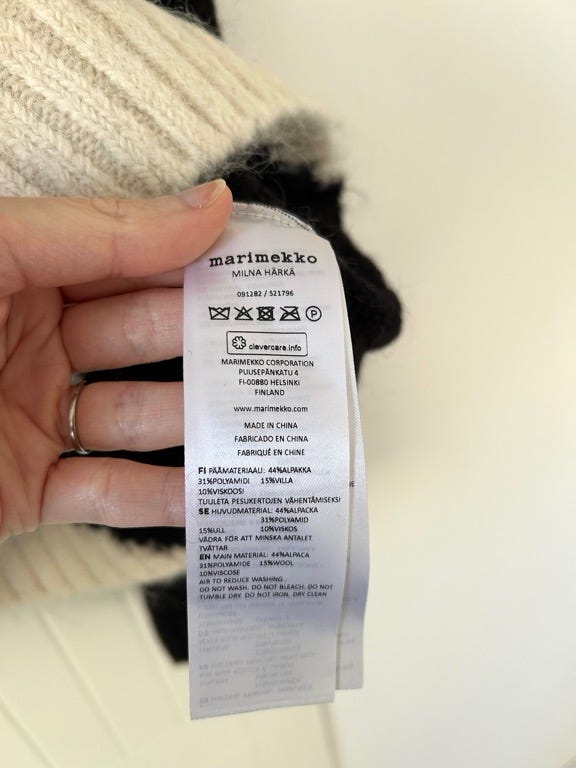 marimekko
MILNA HÄRKÄ
091282 / 521796
P
clevercare.info
MARIMEKKO CORPORATION
PUUSEPÄNKATU 4
FI-00880 HELSINKI
FINLAND
www.marimekko.com
MADE IN CHINA
FABRICADO EN CHINA
FABRIQUÉ EN CHINE
FI PÄÄMATERIAALI: 44%ALPAKKA
31%POLYAMIDI 15%VILLA
10%VISKOOSI
TUULETA PESUKERTOJEN VÄHENTÄMISEKSI
SE HUVUDMATERIAL: 44%ALPACKA
31%POLYAMID
15%ULL 10%VISKOS
VÄDRA FÖR ATT MINSKA ANTALET
TVÄTTAR
EN MAIN MATERIAL: 44%ALPACA
31%POLYAMIDE 15%WOOL
10%VISCOSE
AIR TO REDUCE WASHING
DO NOT WASH. DO NOT BLEACH. DO NOT
TUMBLE DRY. DO NOT IRON. DRY CLEAN